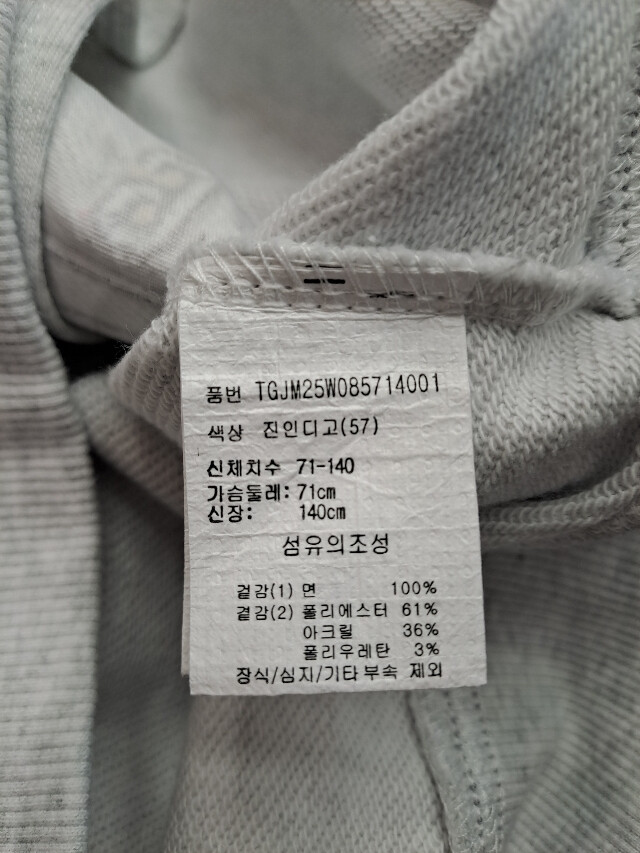 품번 TGJM25W085714001
색상 진인디고(57)
신체치수 71-140
가슴둘레: 71cm
신장: 140cm
섬유의조성
겉감(1) 면 100%
겉감(2) 폴리에스터 61%
아크릴 36%
폴리우레탄 3%
장식/심지/기타부속 제외